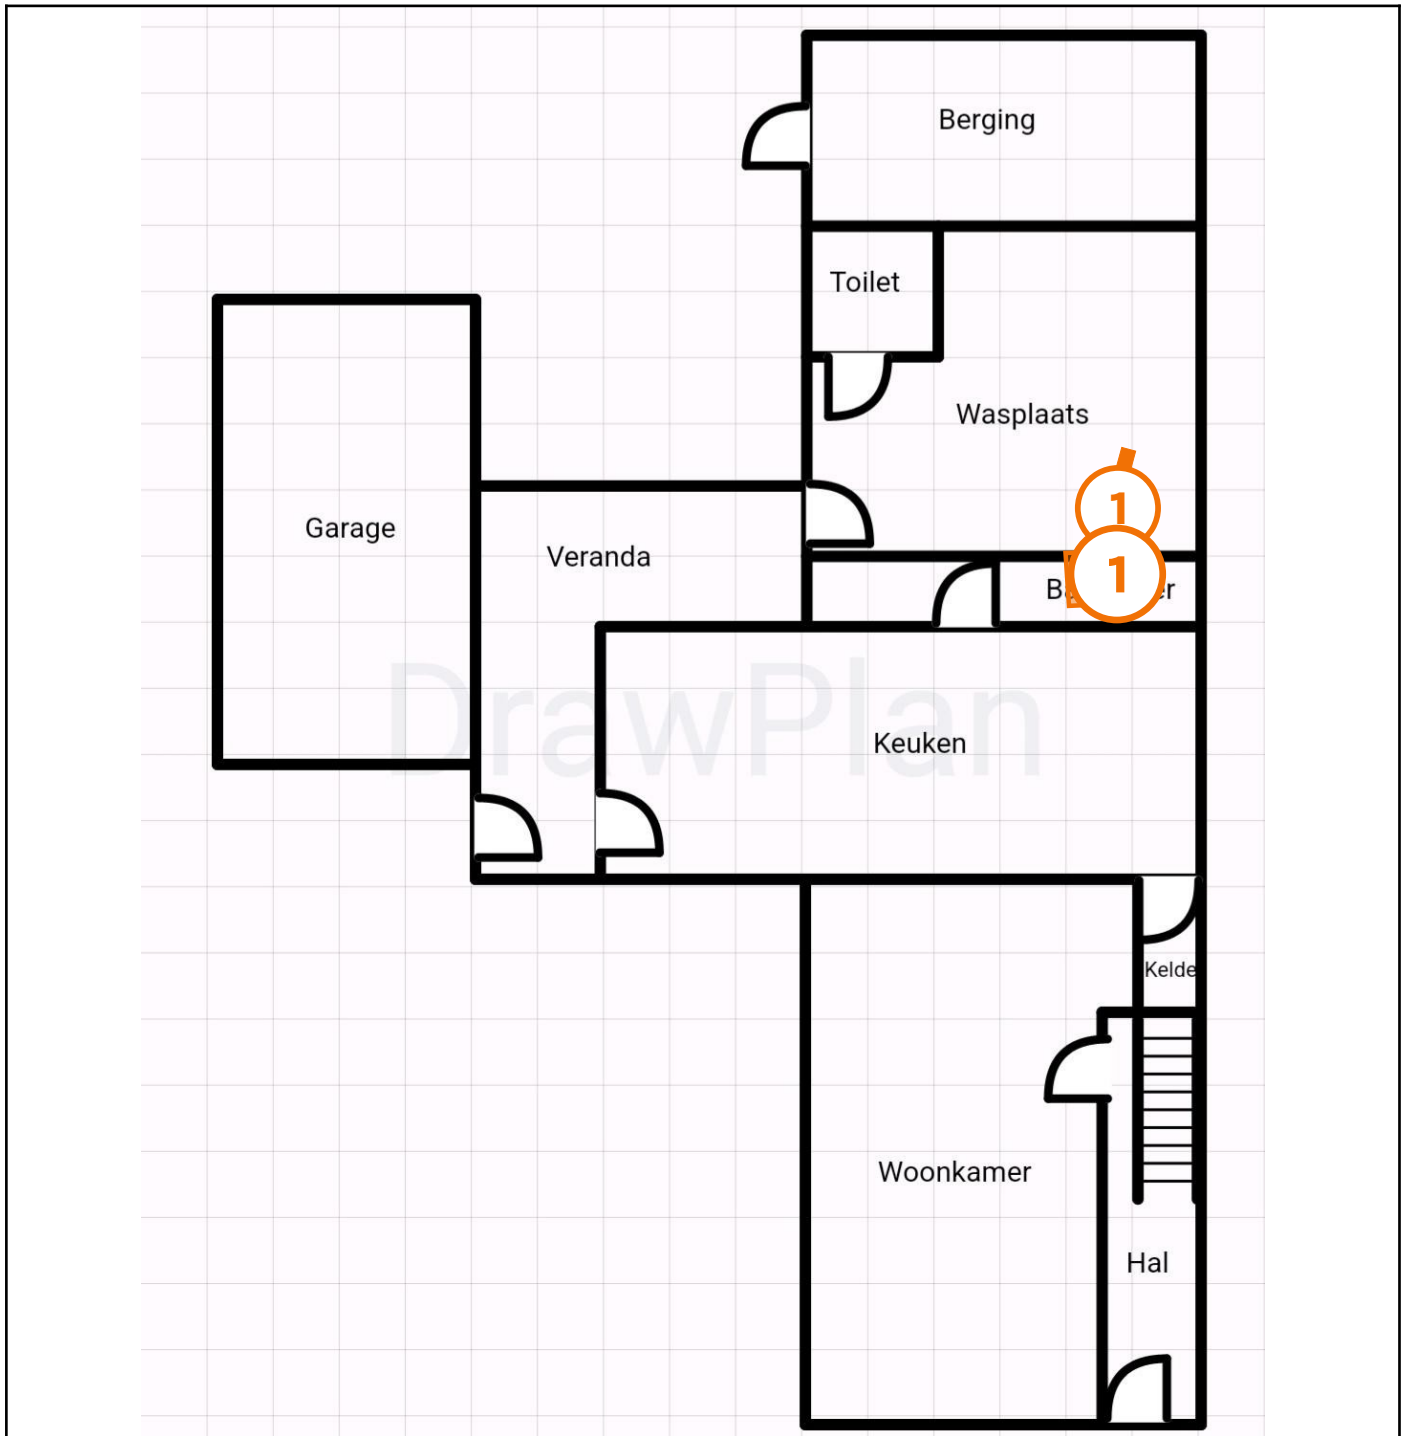 Berging
Toilet
Wasplaats
1
Garage
Veranda
1
DrawPlan
Keuken
Kelde
Woonkamer
Hal